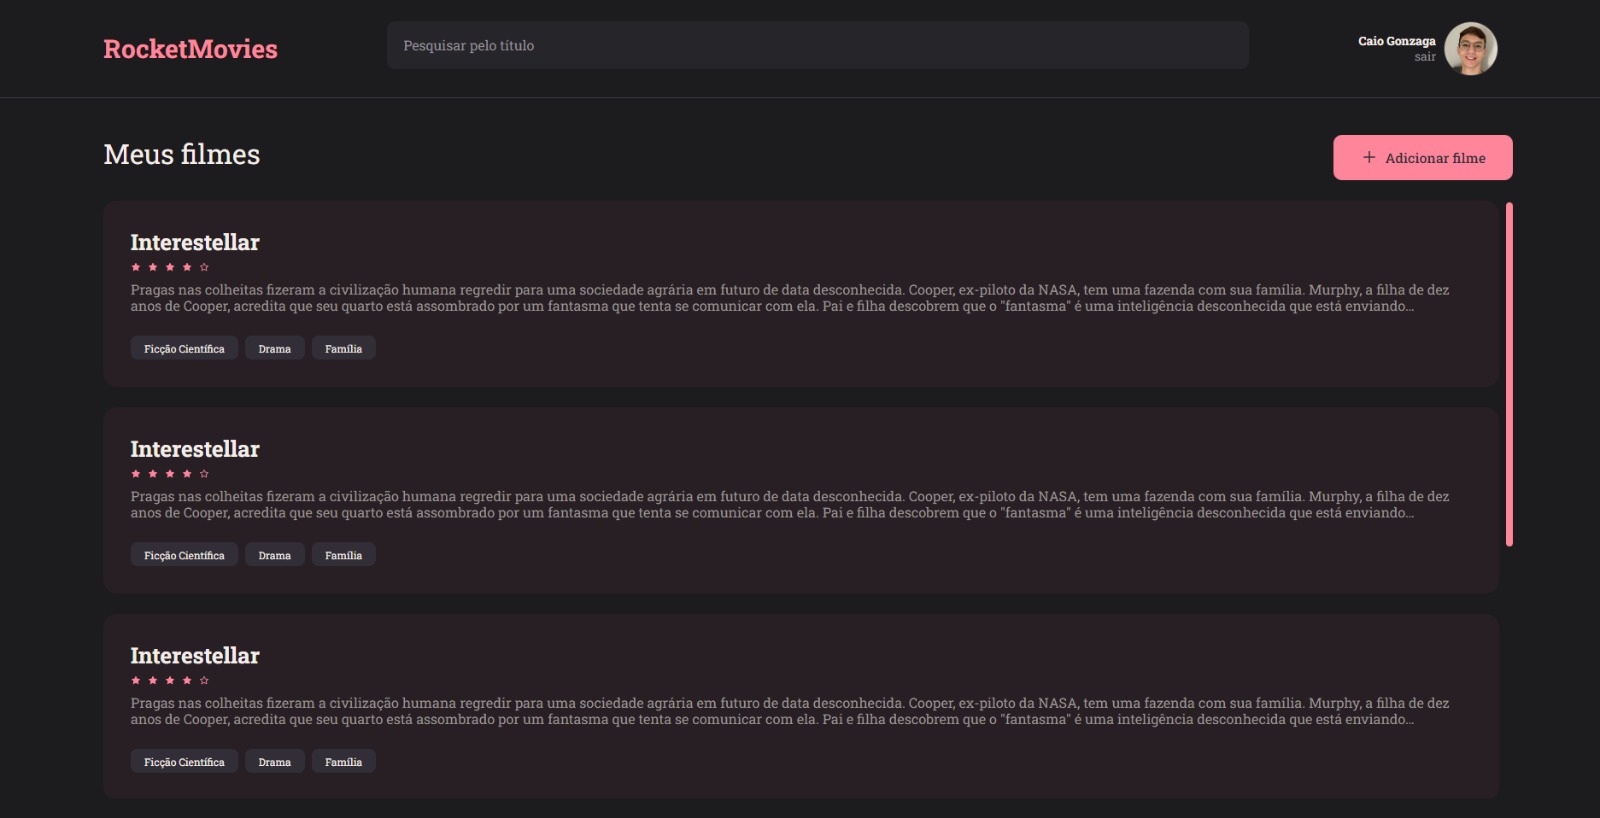 RocketMovies
Pesquisar pelo título
Caio Gonzaga
sair
Meus filmes
Adicionar filme
Interestellar
Pragas nas colheitas fizeram a civilização humana regredir para uma sociedade agrária em futuro de data desconhecida. Cooper, ex-piloto da NASA, tem uma fazenda com sua família. Murphy, a filha de dez
anos de Cooper, acredita que seu quarto está assombrado por um fantasma que tenta se comunicar com ela. Pai e filha descobrem que o "fantasma" é uma inteligência desconhecida que está enviando...
Ficção Científica Drama Família
Interestellar
Pragas nas colheitas fizeram a civilização humana regredir para uma sociedade agrária em futuro de data desconhecida. Cooper, ex-piloto da NASA, tem uma fazenda com sua família. Murphy, a filha de dez
anos de Cooper, acredita que seu quarto está assombrado por um fantasma que tenta se comunicar com ela. Pai e filha descobrem que o "fantasma" é uma inteligência desconhecida que está enviando...
Ficção Científica Drama Família
Interestellar
Pragas nas colheitas fizeram a civilização humana regredir para uma sociedade agrária em futuro de data desconhecida. Cooper, ex-piloto da NASA, tem uma fazenda com sua família. Murphy, a filha de dez
anos de Cooper, acredita que seu quarto está assombrado por um fantasma que tenta se comunicar com ela. Pai e filha descobrem que o "fantasma" é uma inteligência desconhecida que está enviando...
Ficção Científica Drama Família